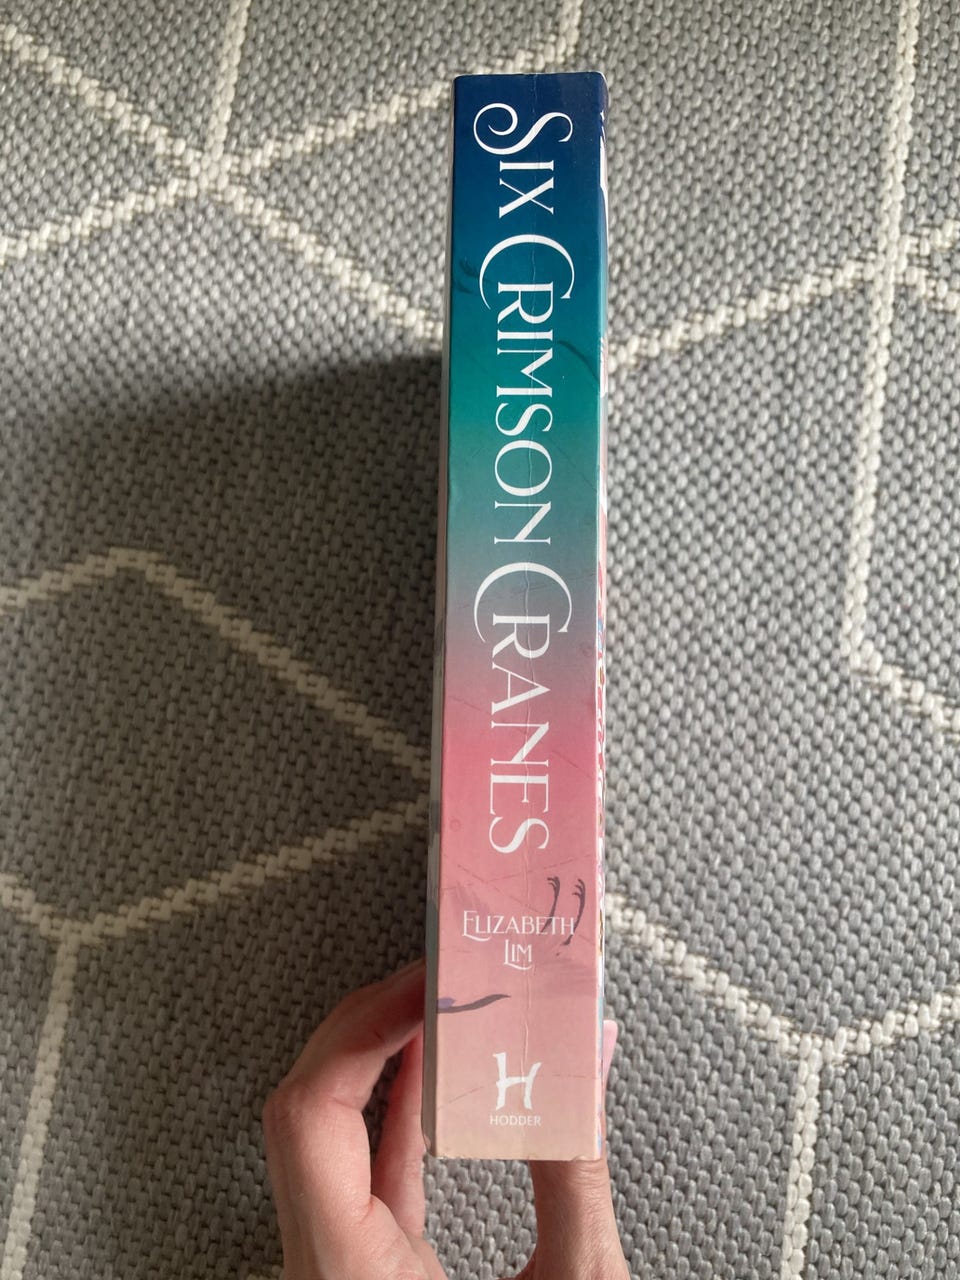 SIX CRIMSON CRANES
ELIZABETH
LIM
H
HODDER